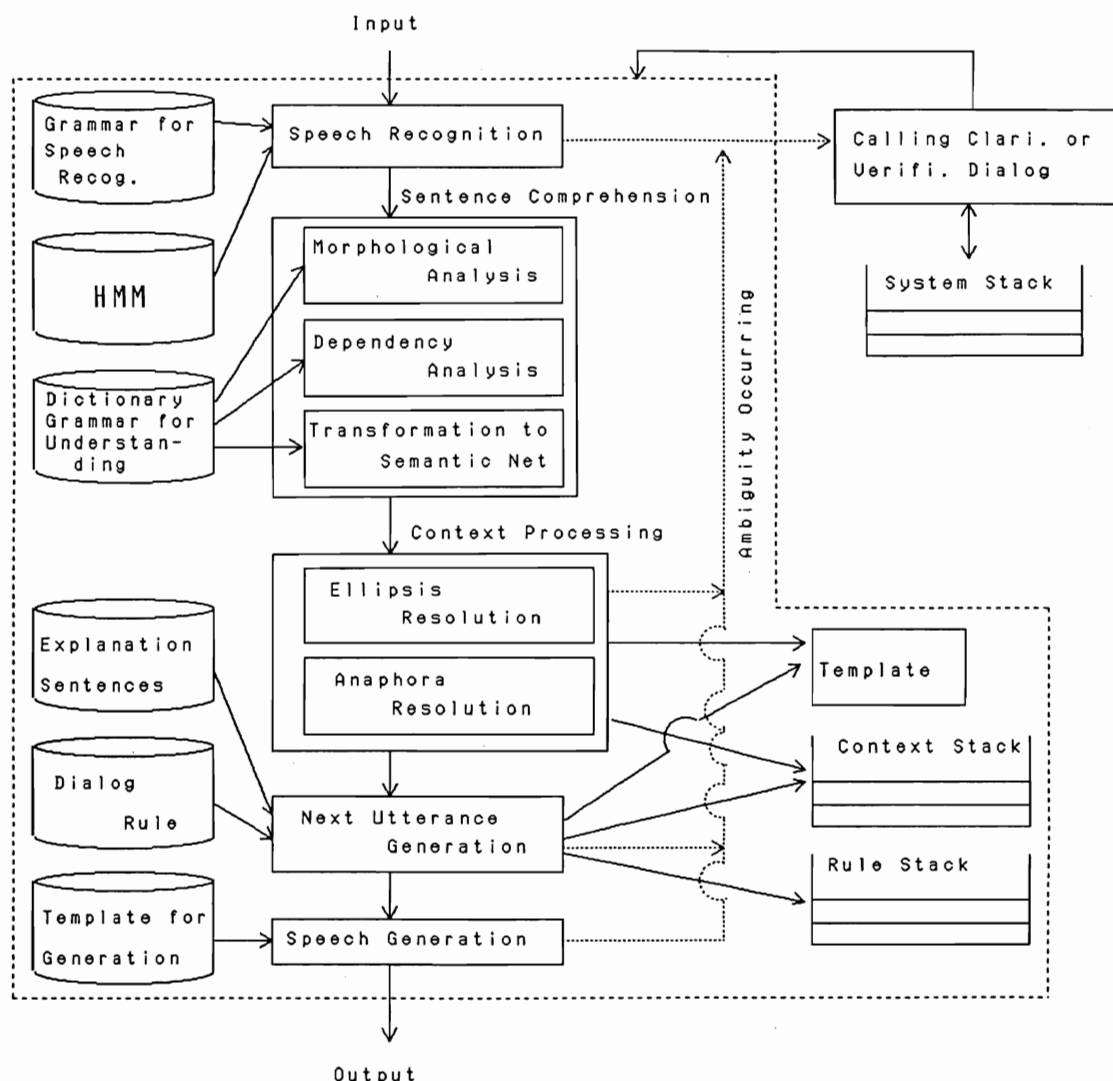 Input
Grammar for
Speech
Recog.
Speech Recognition
Calling Clari. or
Verifi. Dialog
Sentence Comprehension
HMM
Morphological
Analysis
System Stack
Dependency
Analysis
Dictionary
Grammar for
Understan-
ding
Transformation to
Semantic Net
Ambiguity Occurring
Context Processing
Ellipsis
Resolution
Explanation
Sentences
Template
Anaphora
Resolution
Context Stack
Dialog
Rule
Next Utterance
Generation
Rule Stack
Template for
Generation
Speech Generation
Output